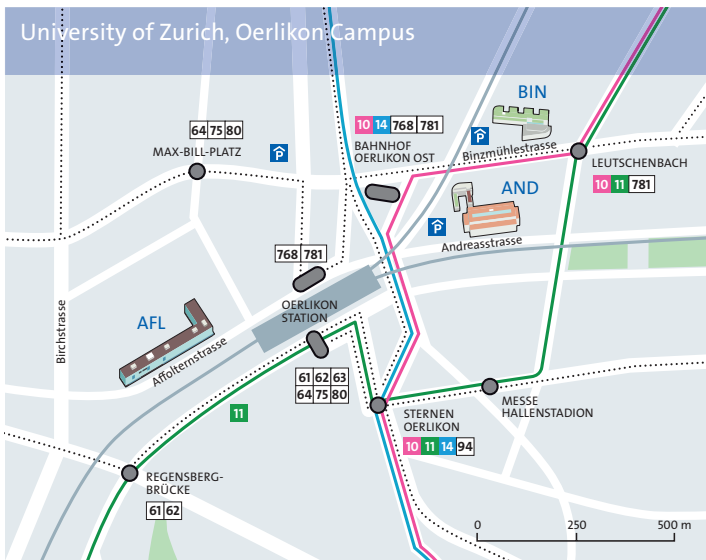 University of Zurich, Oerlikon Campus
BIN
10 14 768 781
64 75 80
P
BAHNHOF
OERLIKON OST
MAX-BILL-PLATZ
P
Binzmühlestrasse
LEUTSCHENBACH
10 11 781
AND
P
Andreasstrasse
768 781
OERLIKON
STATION
Birchstrasse
AFL
Affolternstrasse
61 62 63
64 75 80
11
MESSE
HALLENSTADION
STERNEN
OERLIKON
10 11 14 94
REGENSBERG-
BRÜCKE
61 62
0 250 500 m